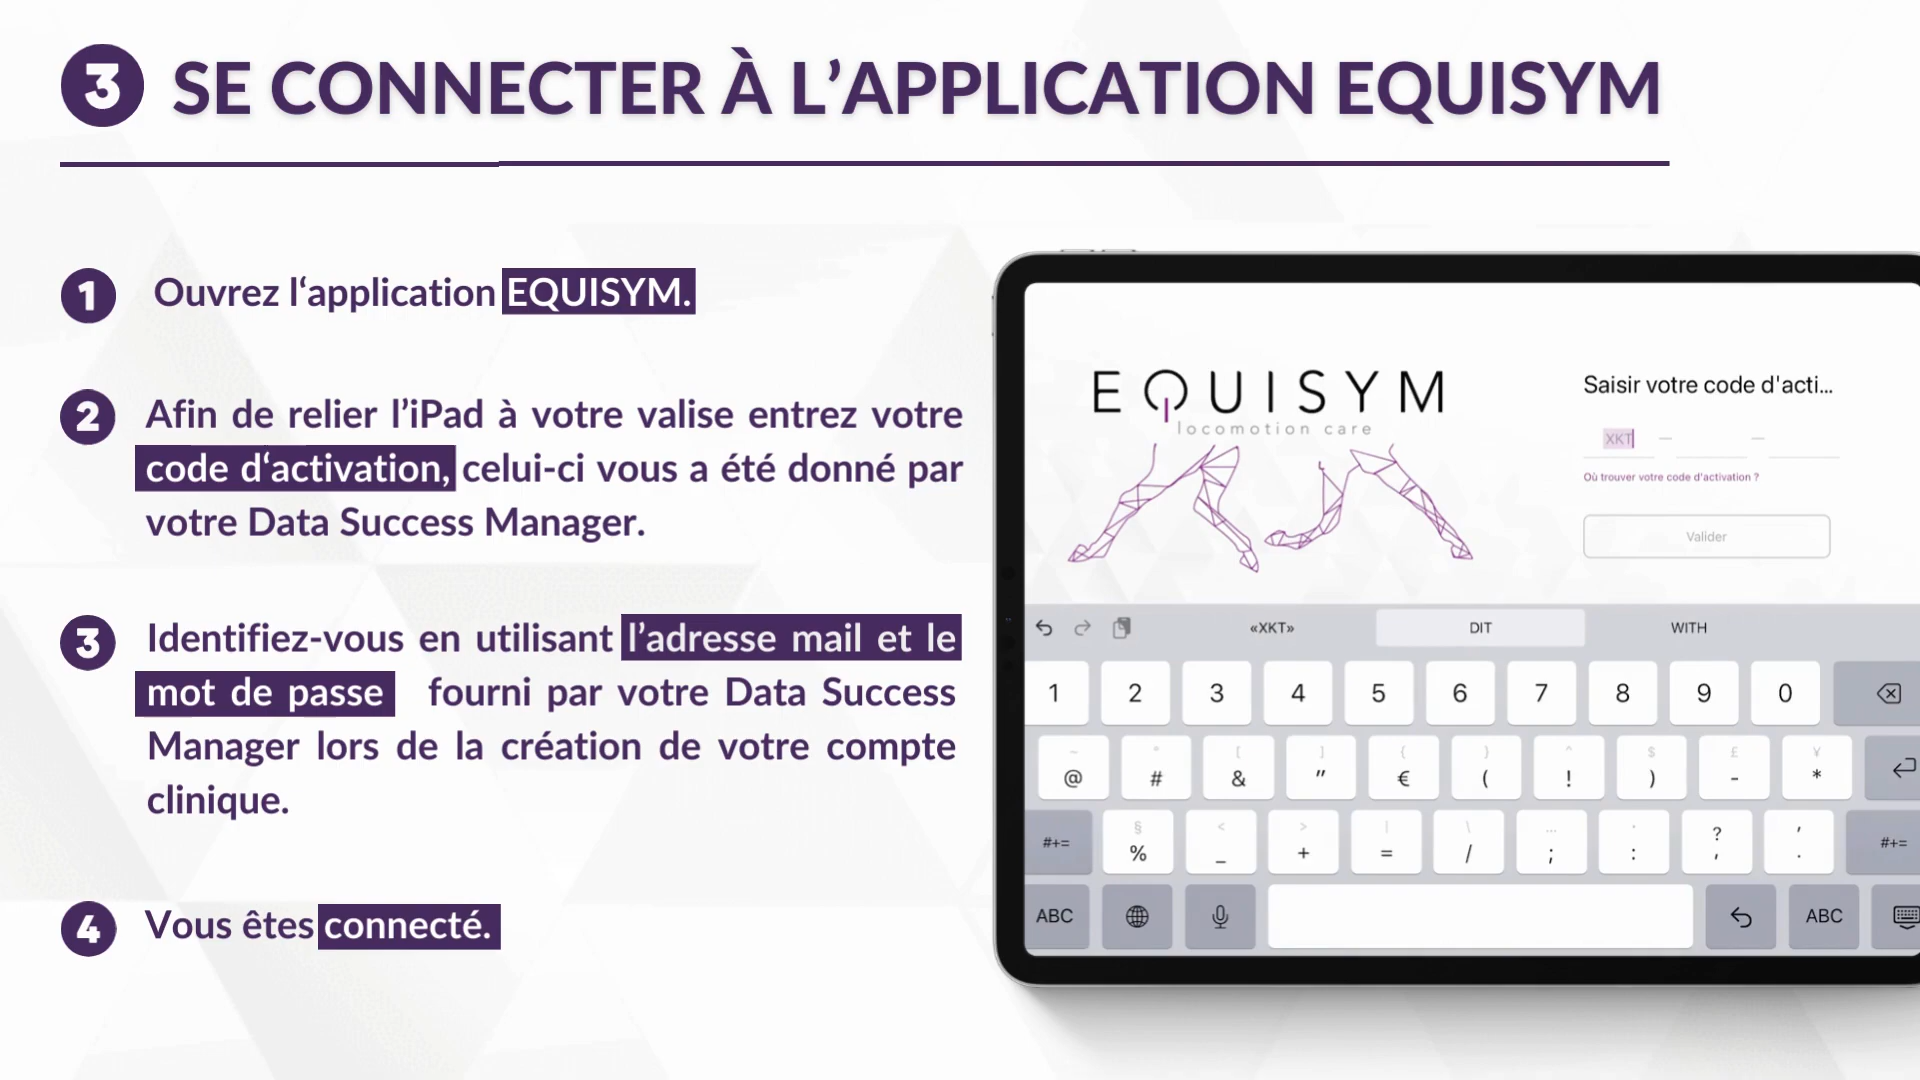 3 SE CONNECTER À L’APPLICATION EQUISYM
1 Ouvrez l‘application EQUISYM.
2 Afin de relier l’iPad à votre valise entrez votre
code d‘activation, celui-ci vous a été donné par
votre Data Success Manager.
3 Identifiez-vous en utilisant l’adresse mail et le
mot de passe fourni par votre Data Success
Manager lors de la création de votre compte
clinique.
4 Vous êtes connecté.
EQUISYM
locomotion care
Saisir votre code d'acti...
XKT — —
Où trouver votre code d'activation ?
Valider
«XKT» DIT WITH
1 2 3 4 5 6 7 8 9 0
~ ° [ ] { } ^ $ £ ¥
@ # & " € ( ! ) - *
§ < > | \ ... · ? '
#+= % _ + = / ; : , . #+=
ABC ABC